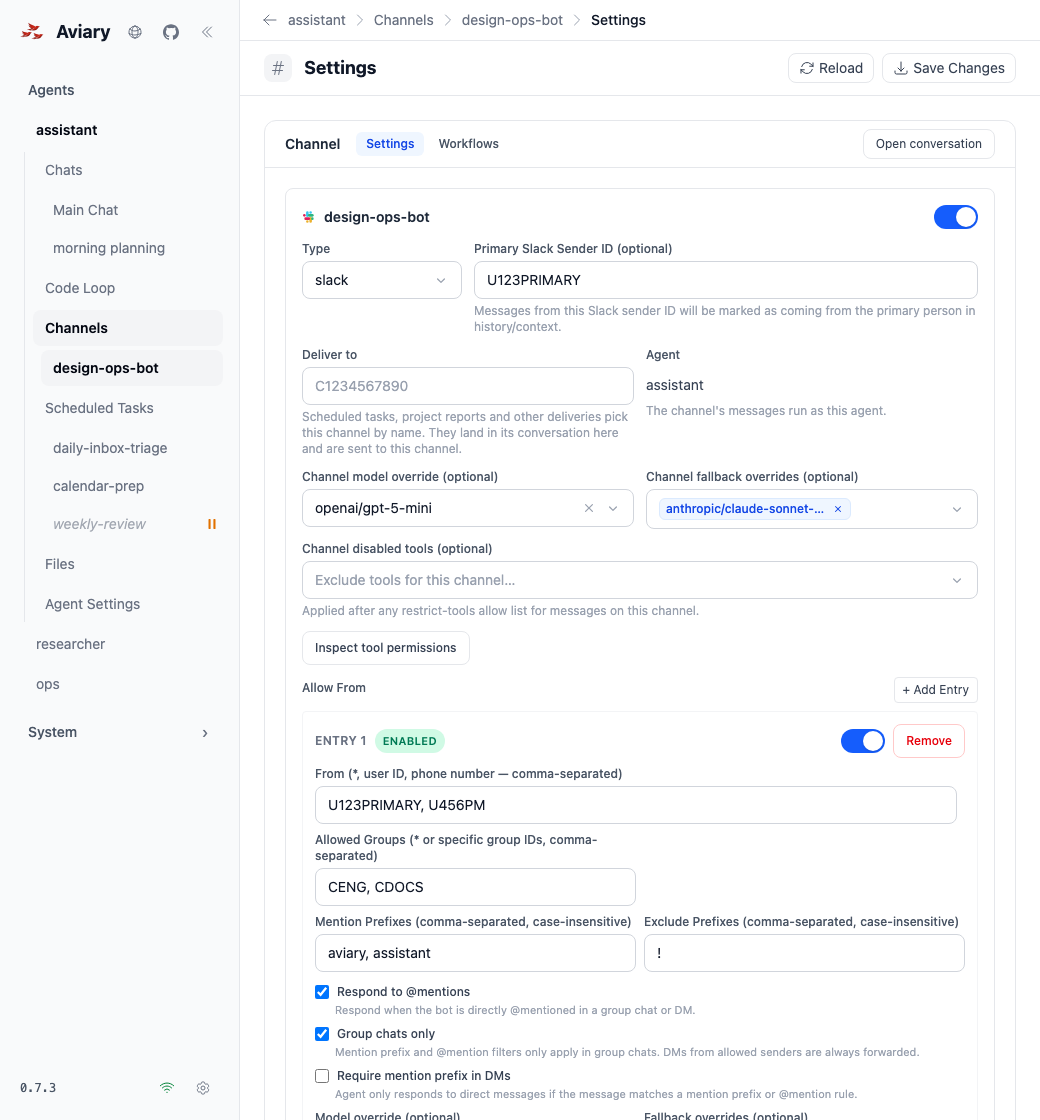 Aviary
Agents
assistant
Chats
Main Chat
morning planning
Code Loop
Channels
design-ops-bot
Scheduled Tasks
daily-inbox-triage
calendar-prep
weekly-review
Files
Agent Settings
researcher
ops
System
0.7.3
assistant
Channels
design-ops-bot
Settings
# Settings
Reload
Save Changes
Channel
Settings
Workflows
Open conversation
design-ops-bot
Type
Primary Slack Sender ID (optional)
slack
U123PRIMARY
Messages from this Slack sender ID will be marked as coming from the primary person in
history/context.
Deliver to
Agent
C1234567890
assistant
Scheduled tasks, project reports and other deliveries pick
this channel by name. They land in its conversation here
and are sent to this channel.
The channel's messages run as this agent.
Channel model override (optional)
Channel fallback overrides (optional)
openai/gpt-5-mini
anthropic/claude-sonnet-...
Channel disabled tools (optional)
Exclude tools for this channel...
Applied after any restrict-tools allow list for messages on this channel.
Inspect tool permissions
Allow From
+ Add Entry
ENTRY 1
ENABLED
Remove
From (*, user ID, phone number — comma-separated)
U123PRIMARY, U456PM
Allowed Groups (* or specific group IDs, comma-
separated)
CENG, CDOCS
Mention Prefixes (comma-separated, case-insensitive)
Exclude Prefixes (comma-separated, case-insensitive)
aviary, assistant
!
Respond to @mentions
Respond when the bot is directly @mentioned in a group chat or DM.
Group chats only
Mention prefix and @mention filters only apply in group chats. DMs from allowed senders are always forwarded.
Require mention prefix in DMs
Agent only responds to direct messages if the message matches a mention prefix or @mention rule.
Model override (optional)
Fallback overrides (optional)